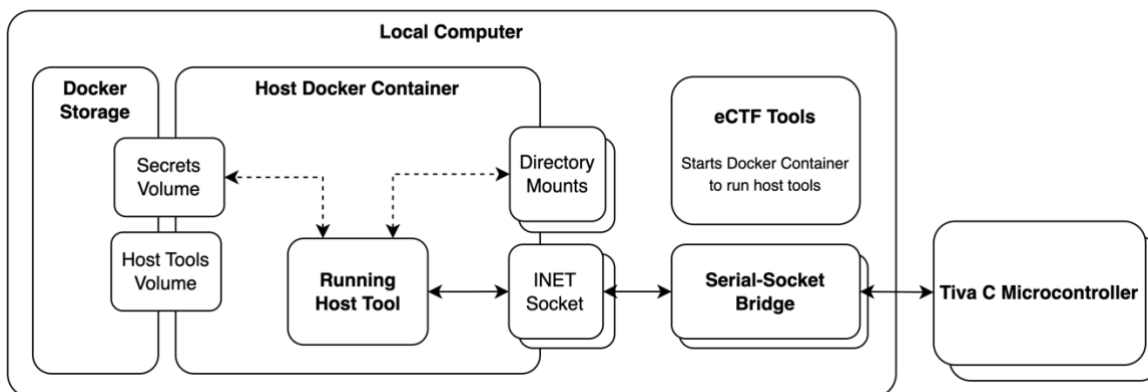 Local Computer
Docker
Storage
Host Docker Container
Secrets
Volume
Host Tools
Volume
Running
Host Tool
Directory
Mounts
INET
Socket
eCTF Tools
Starts Docker Container
to run host tools
Serial-Socket
Bridge
Tiva C Microcontroller